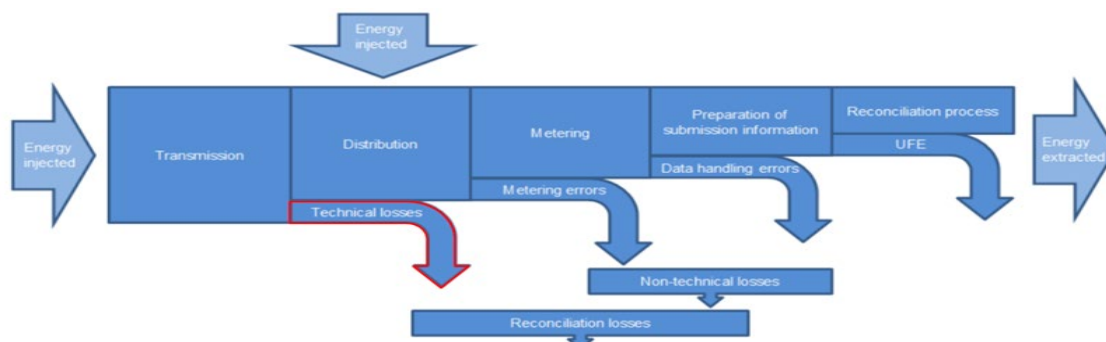 Energy
injected
Energy
injected
Transmission
Distribution
Metering
Preparation of
submission information
Reconciliation process
Energy
extracted
UFE
Data handling errors
Metering errors
Technical losses
Non-technical losses
Reconciliation losses